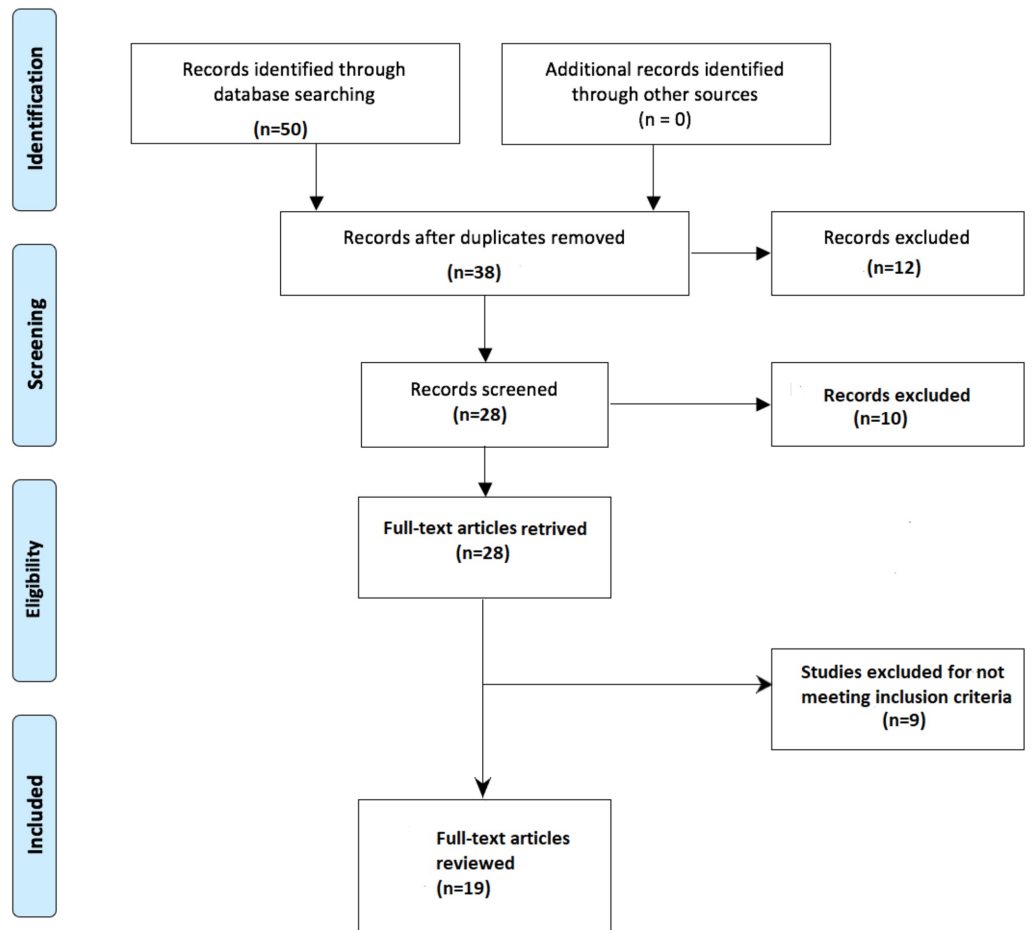 Identification
Records identified through
database searching
(n=50)
Additional records identified
through other sources
(n = 0)
Records after duplicates removed
(n=38)
Records excluded
(n=12)
Screening
Records screened
(n=28)
Records excluded
(n=10)
Eligibility
Full-text articles retrived
(n=28)
Studies excluded for not
meeting inclusion criteria
(n=9)
Included
Full-text articles
reviewed
(n=19)